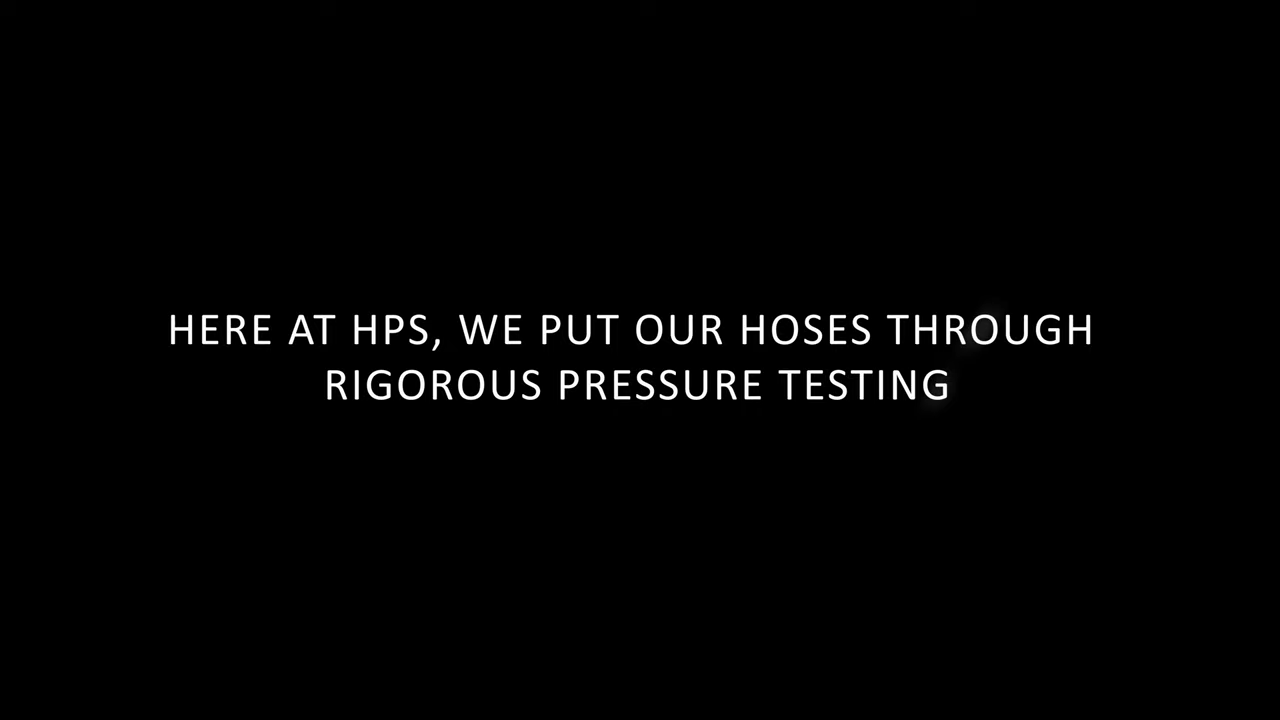 HERE AT HPS, WE PUT OUR HOSES THROUGH
RIGOROUS PRESSURE TESTING